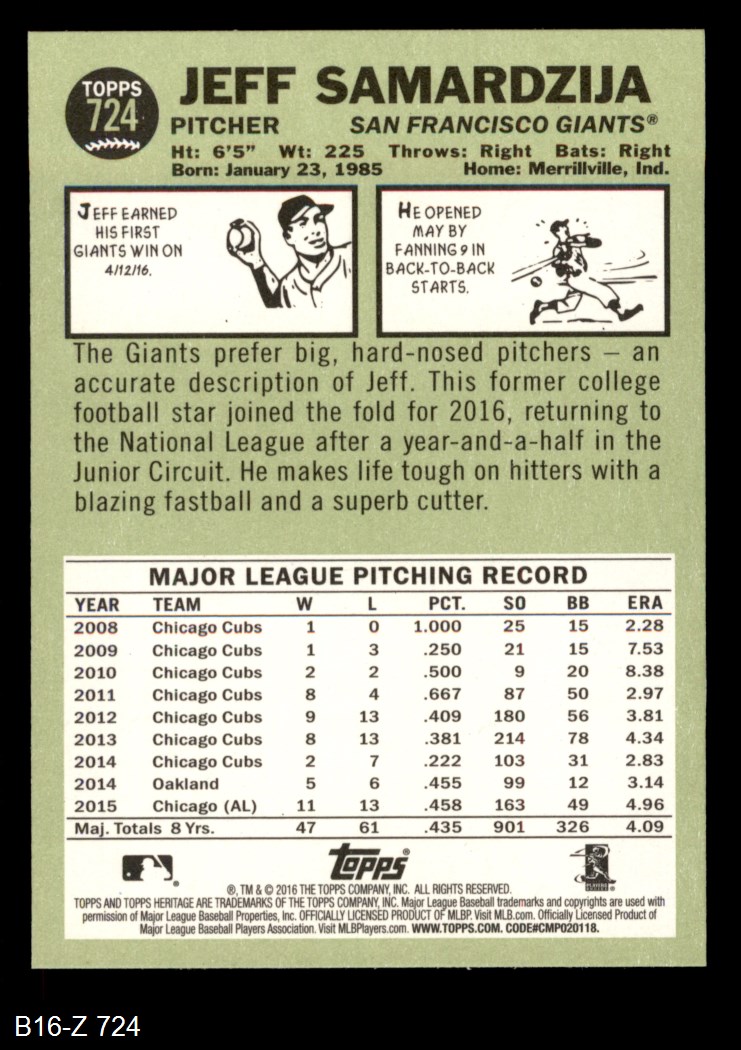 TOPPS
724
JEFF SAMARDZIJA
PITCHER SAN FRANCISCO GIANTS®
Ht: 6'5" Wt: 225 Throws: Right Bats: Right
Born: January 23, 1985 Home: Merrillville, Ind.
JEFF EARNED
HIS FIRST
GIANTS WIN ON
4/12/16.
HE OPENED
MAY BY
FANNING 9 IN
BACK-TO-BACK
STARTS.
The Giants prefer big, hard-nosed pitchers – an
accurate description of Jeff. This former college
football star joined the fold for 2016, returning to
the National League after a year-and-a-half in the
Junior Circuit. He makes life tough on hitters with a
blazing fastball and a superb cutter.
MAJOR LEAGUE PITCHING RECORD
YEAR TEAM W L PCT. SO BB ERA
2008 Chicago Cubs 1 0 1.000 25 15 2.28
2009 Chicago Cubs 1 3 .250 21 15 7.53
2010 Chicago Cubs 2 2 .500 9 20 8.38
2011 Chicago Cubs 8 4 .667 87 50 2.97
2012 Chicago Cubs 9 13 .409 180 56 3.81
2013 Chicago Cubs 8 13 .381 214 78 4.34
2014 Chicago Cubs 2 7 .222 103 31 2.83
2014 Oakland 5 6 .455 99 12 3.14
2015 Chicago (AL) 11 13 .458 163 49 4.96
Maj. Totals 8 Yrs. 47 61 .435 901 326 4.09
Topps®
®, TM & © 2016 THE TOPPS COMPANY, INC. ALL RIGHTS RESERVED.
TOPPS AND TOPPS HERITAGE ARE TRADEMARKS OF THE TOPPS COMPANY, INC. Major League Baseball trademarks and copyrights are used with
permission of Major League Baseball Properties, Inc. OFFICIALLY LICENSED PRODUCT OF MLBP. Visit MLB.com. Officially Licensed Product of
Major League Baseball Players Association. Visit MLBPlayers.com. WWW.TOPPS.COM. CODE#CMP020118.
B16-Z 724